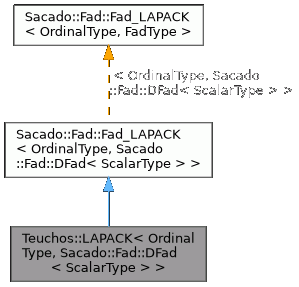 Sacado::Fad::Fad_LAPACK
< OrdinalType, FadType >
< OrdinalType, Sacado
::Fad::DFad< ScalarType > >
Sacado::Fad::Fad_LAPACK
< OrdinalType, Sacado
::Fad::DFad< ScalarType > >
Teuchos::LAPACK< Ordinal
Type, Sacado::Fad::DFad
< ScalarType > >